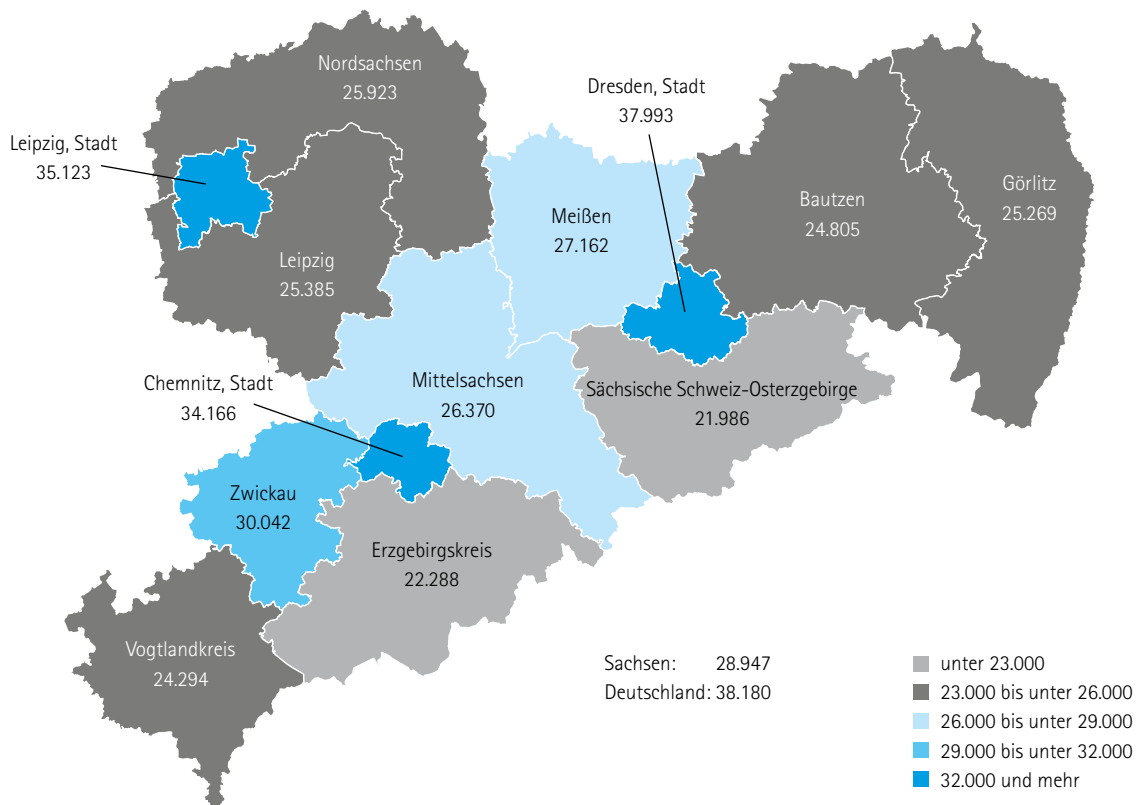 Nordsachsen
25.923
Dresden, Stadt
37.993
Leipzig, Stadt
35.123
Görlitz
25.269
Bautzen
24.805
Meißen
27.162
Leipzig
25.385
Chemnitz, Stadt
34.166
Mittelsachsen
26.370
Sächsische Schweiz-Osterzgebirge
21.986
Zwickau
30.042
Erzgebirgskreis
22.288
Vogtlandkreis
24.294
Sachsen: 28.947
Deutschland: 38.180
unter 23.000
23.000 bis unter 26.000
26.000 bis unter 29.000
29.000 bis unter 32.000
32.000 und mehr